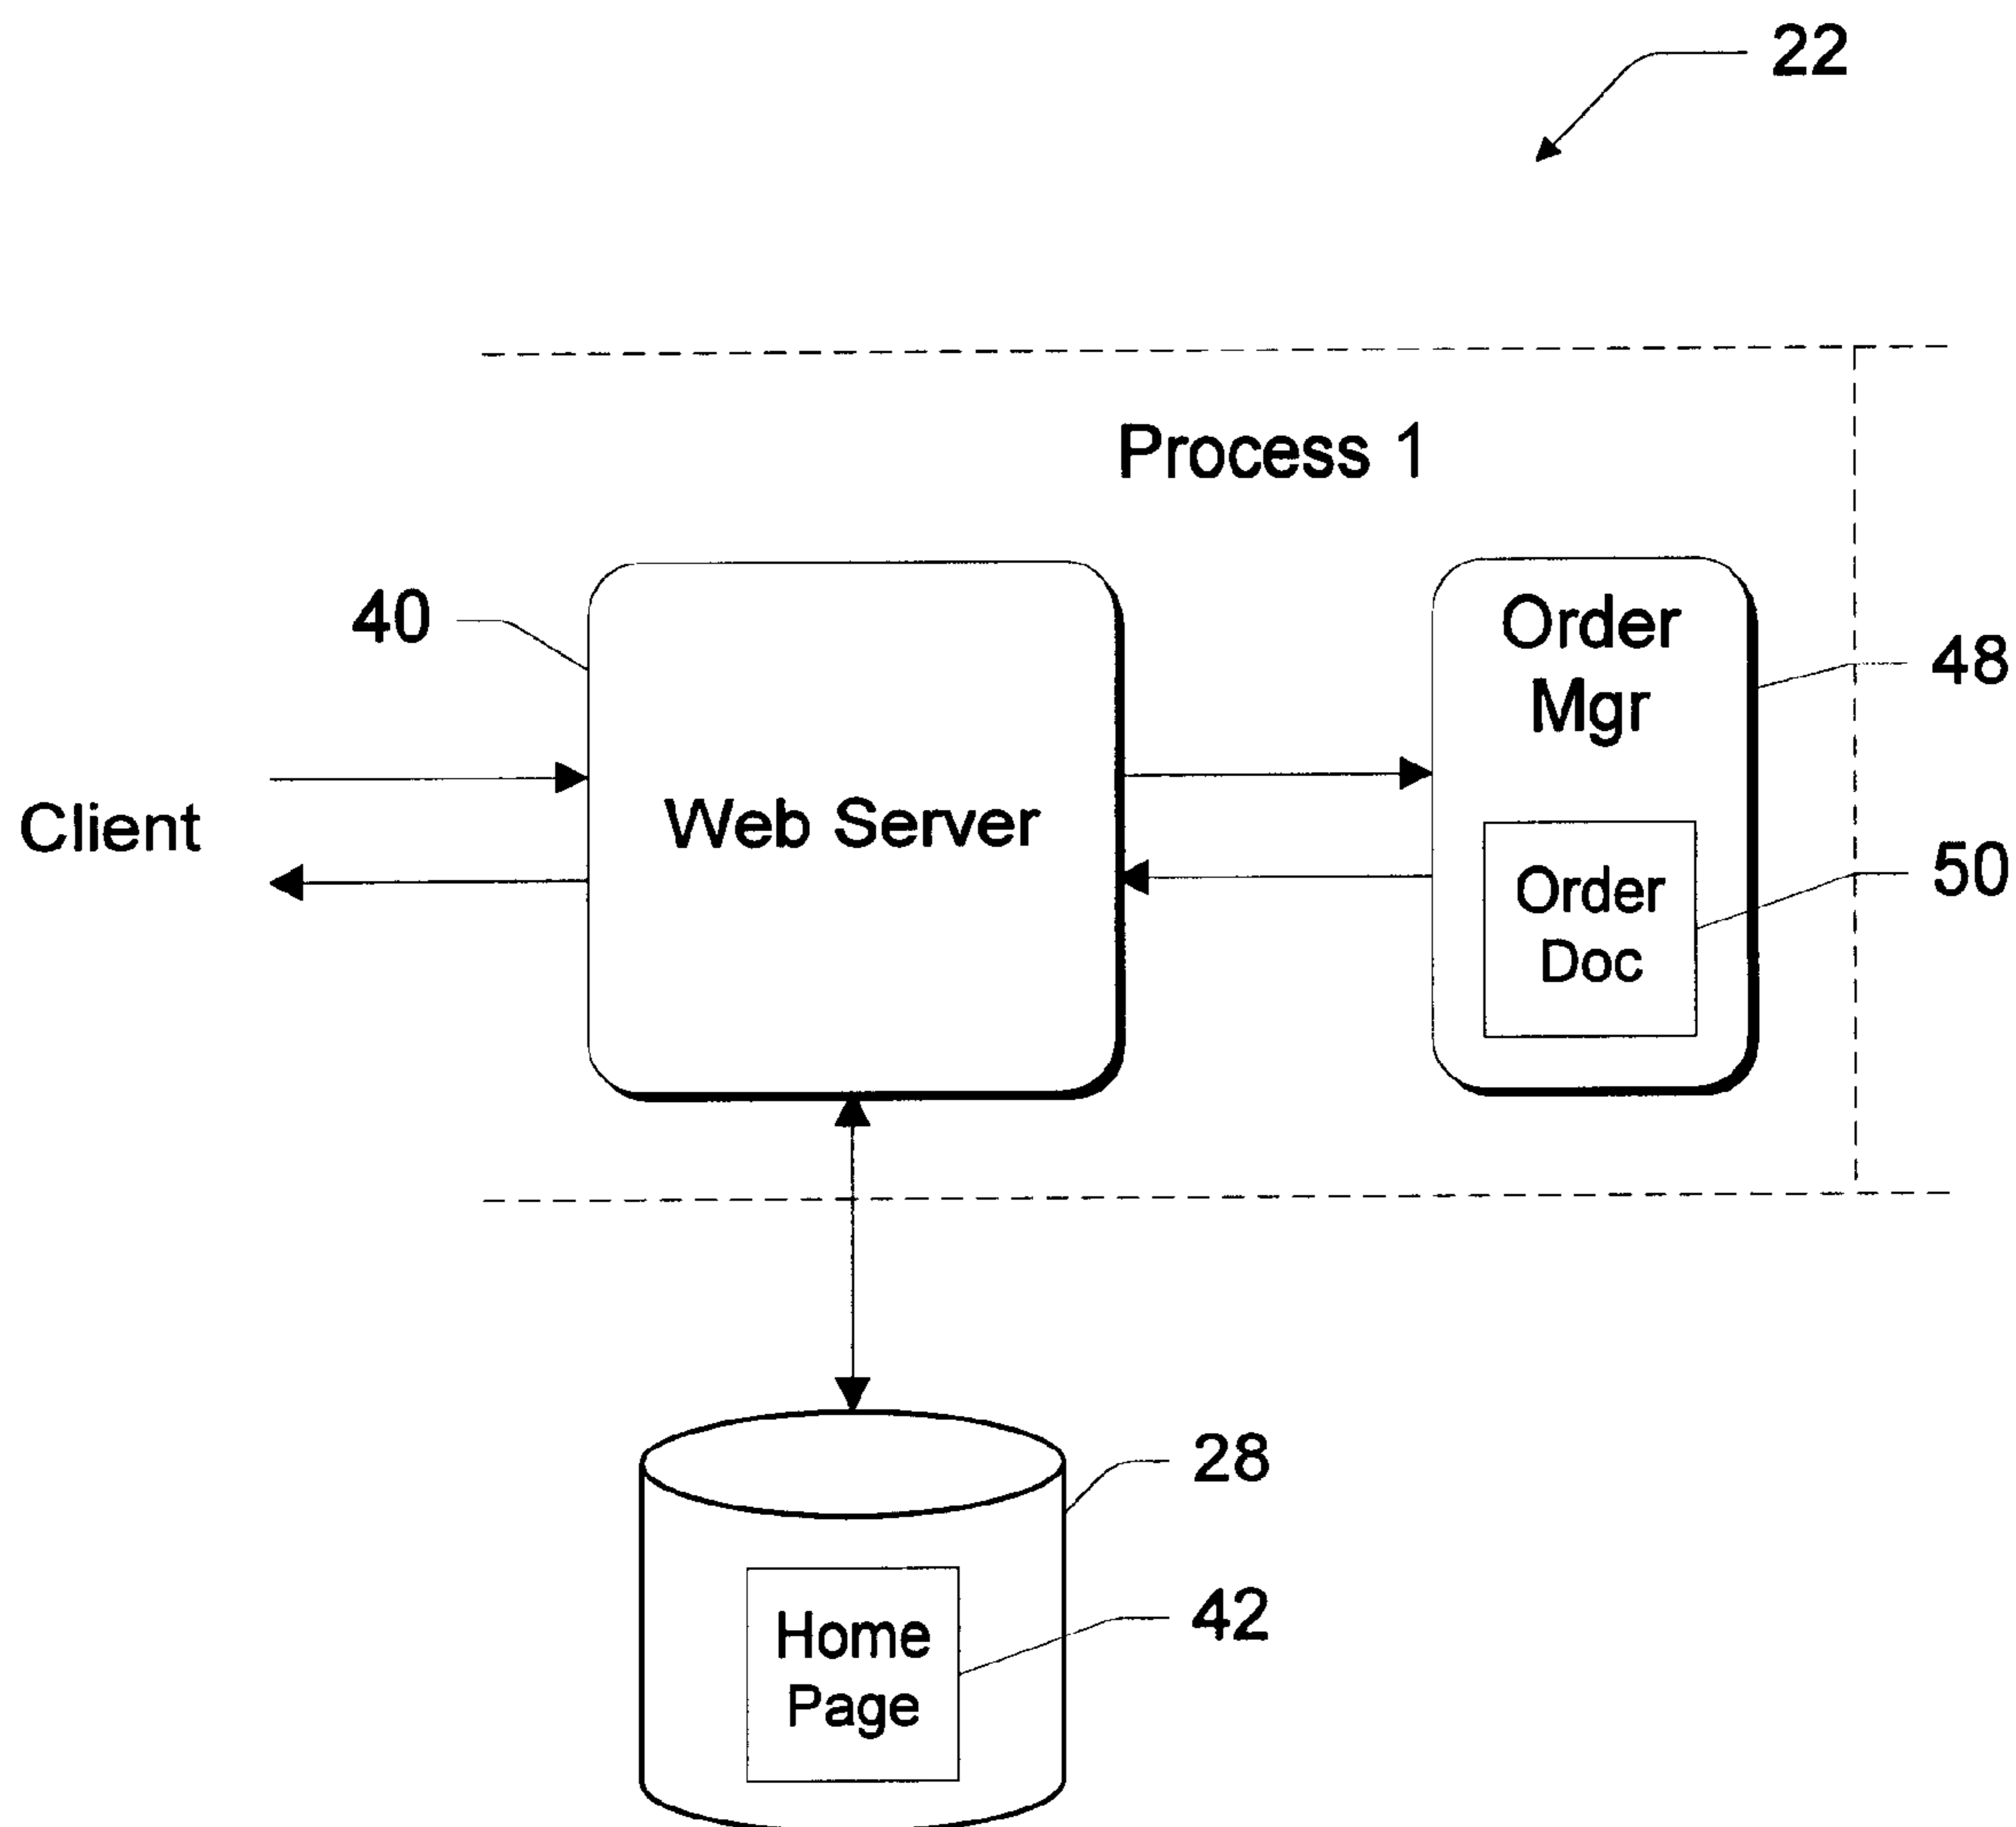 22
Process 1
40
Order
Mgr
48
Client
Web Server
Order
Doc
50
28
Home
Page
42